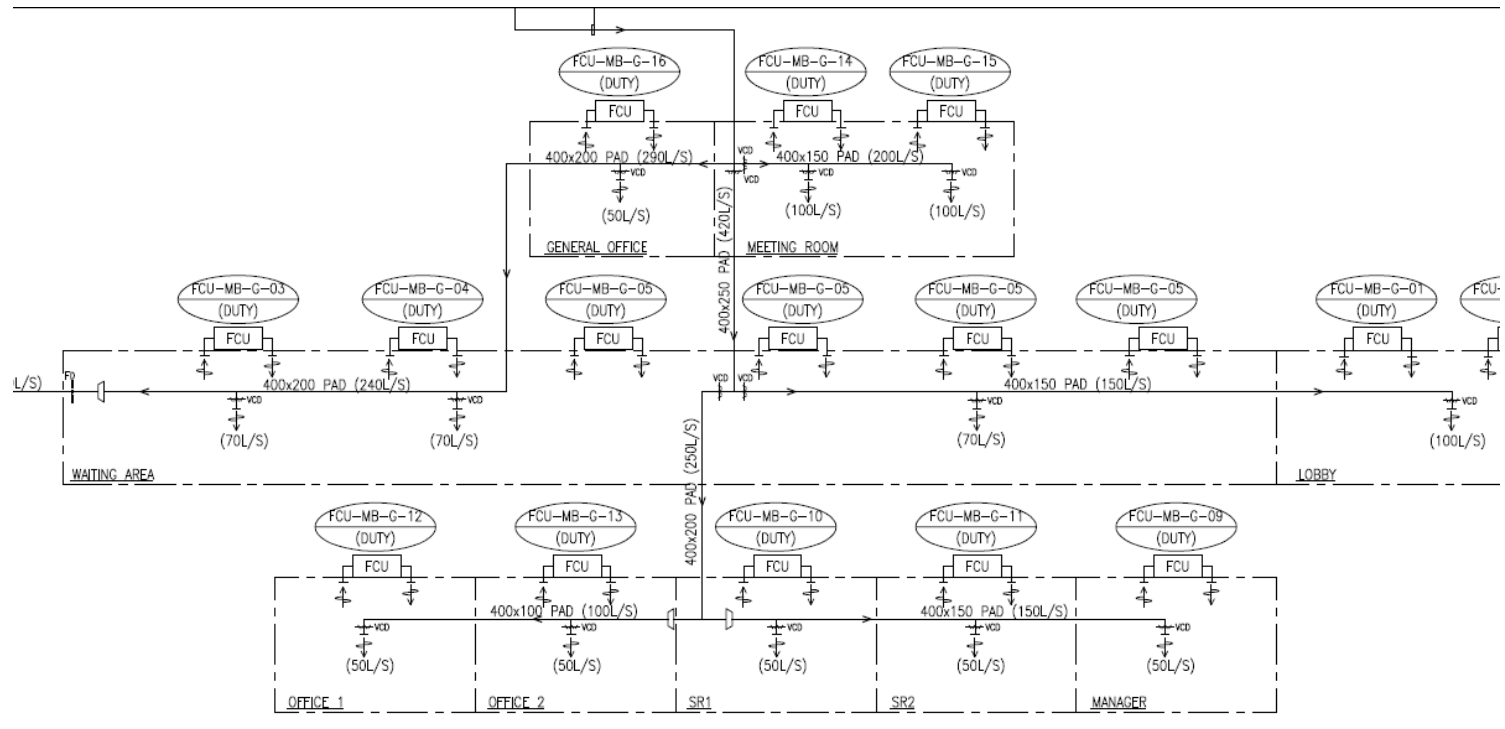 FCU-MB-G-16
(DUTY)
FCU
FCU-MB-G-14
(DUTY)
FCU
FCU-MB-G-15
(DUTY)
FCU
400x200 PAD (290L/S)
VCD
400x150 PAD (200L/S)
VCD
VCD
VCD
VCD
(50L/S)
(100L/S)
(100L/S)
GENERAL OFFICE
MEETING ROOM
400x250 PAD (420L/S)
FCU-MB-G-03
(DUTY)
FCU
FCU-MB-G-04
(DUTY)
FCU
FCU-MB-G-05
(DUTY)
FCU
FCU-MB-G-05
(DUTY)
FCU
FCU-MB-G-05
(DUTY)
FCU
FCU-MB-G-05
(DUTY)
FCU
FCU-MB-G-01
(DUTY)
FCU
FCU-
L/S)
FD
400x200 PAD (240L/S)
VCD
VCD
400x150 PAD (150L/S)
VCD
VCD
VCD
VCD
(70L/S)
(70L/S)
(70L/S)
(100L/S)
WAITING AREA
LOBBY
400x200 PAD (250L/S)
FCU-MB-G-12
(DUTY)
FCU
FCU-MB-G-13
(DUTY)
FCU
FCU-MB-G-10
(DUTY)
FCU
FCU-MB-G-11
(DUTY)
FCU
FCU-MB-G-09
(DUTY)
FCU
400x100 PAD (100L/S)
400x150 PAD (150L/S)
VCD
VCD
VCD
VCD
VCD
(50L/S)
(50L/S)
(50L/S)
(50L/S)
(50L/S)
OFFICE 1
OFFICE 2
SR1
SR2
MANAGER